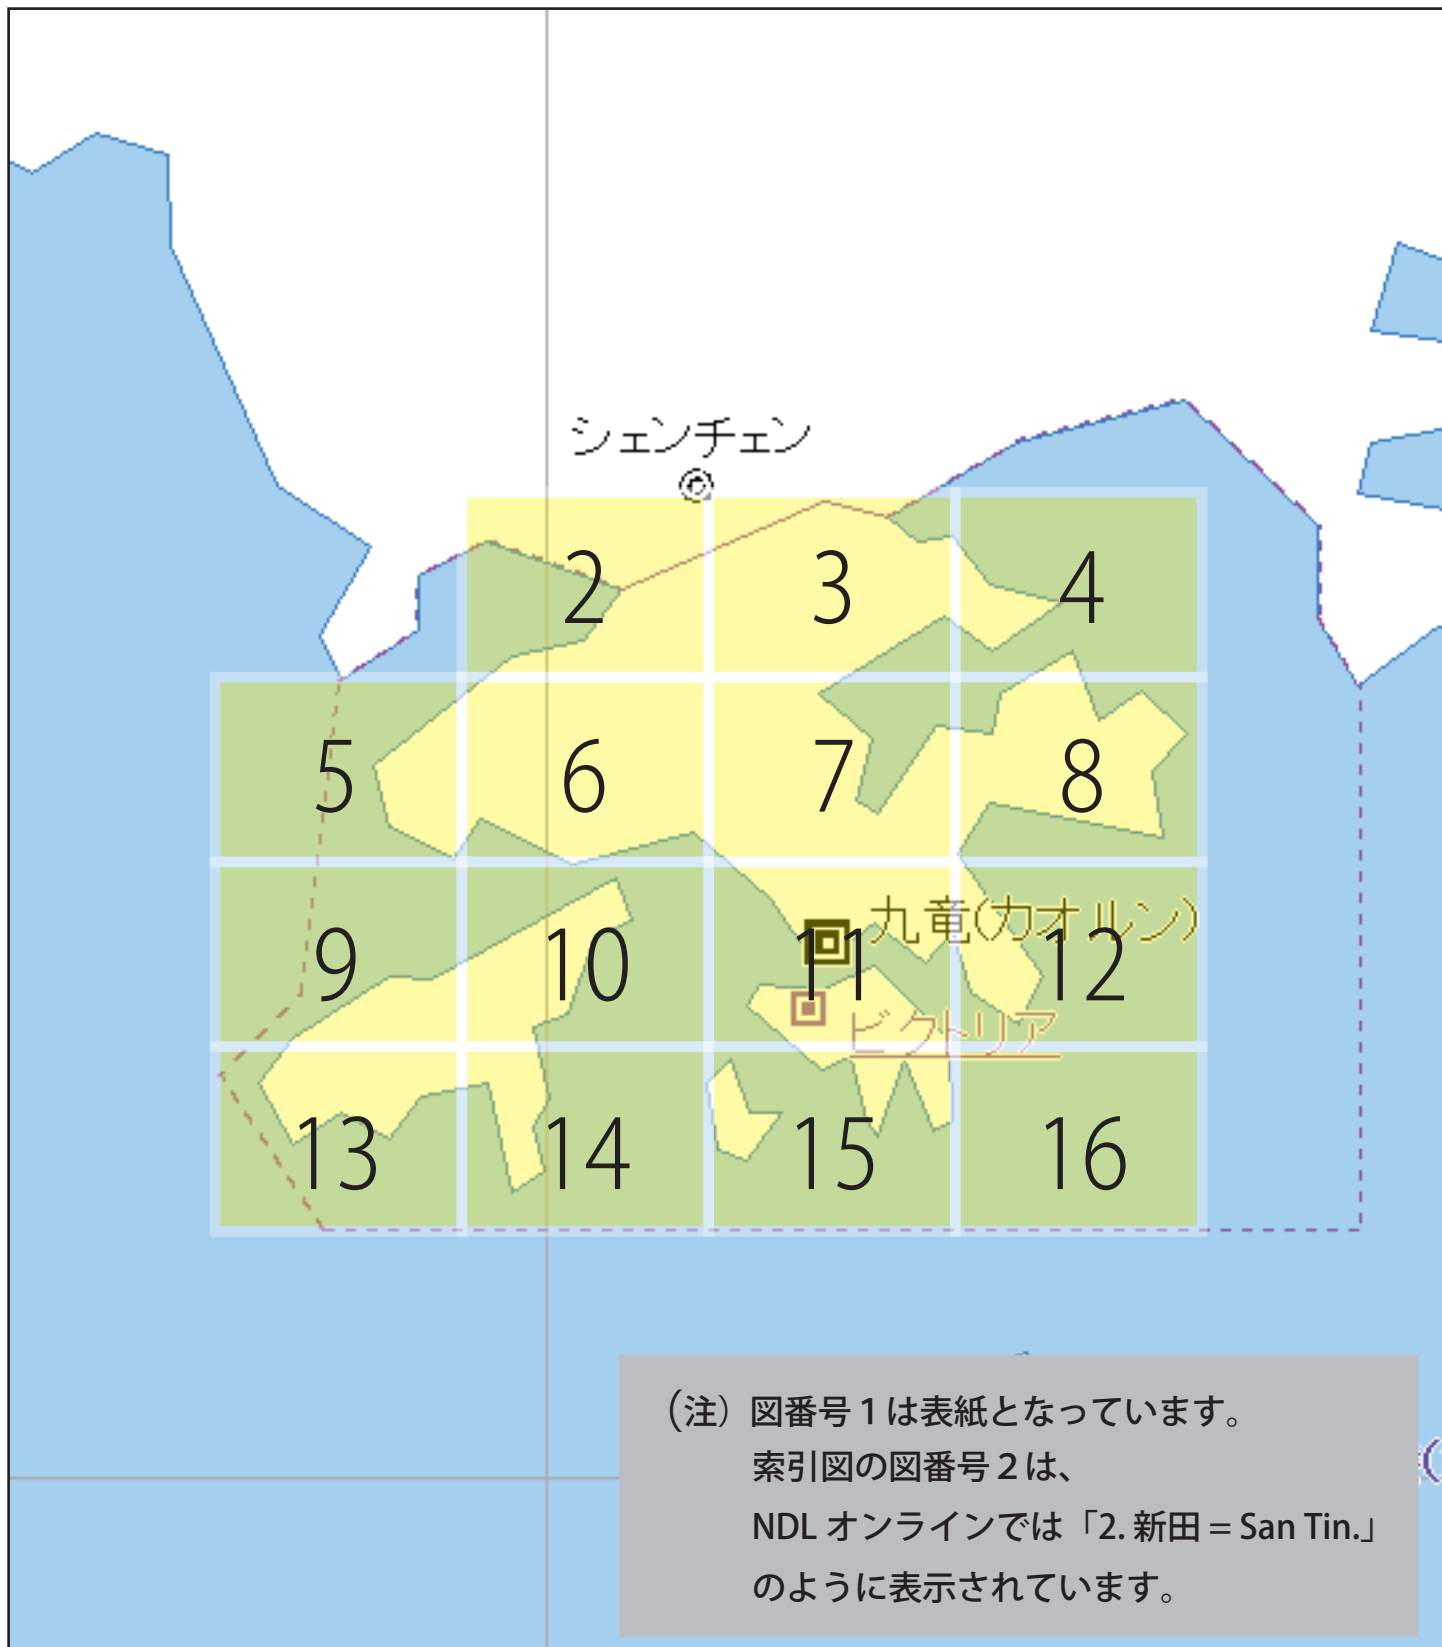 シェンチェン
2
3
4
5
6
7
8
九竜(カオルン)
9
10
11
12
ビクトリア
13
14
15
16
(注) 図番号1は表紙となっています。
索引図の図番号2は、
NDL オンラインでは「2. 新田 = San Tin.」
のように表示されています。